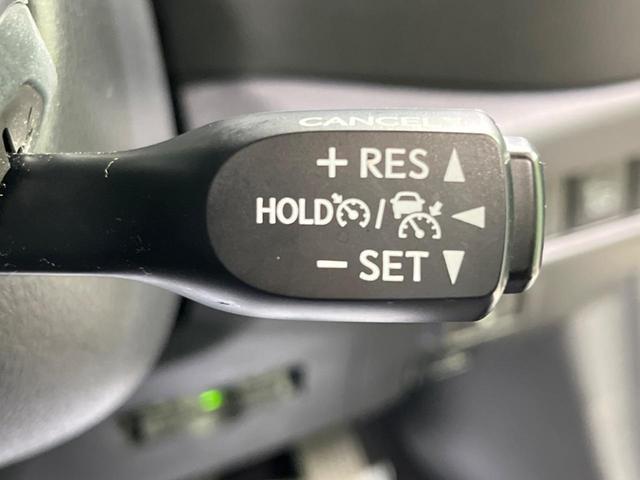 CANCEL
+ RES
HOLD /
− SET